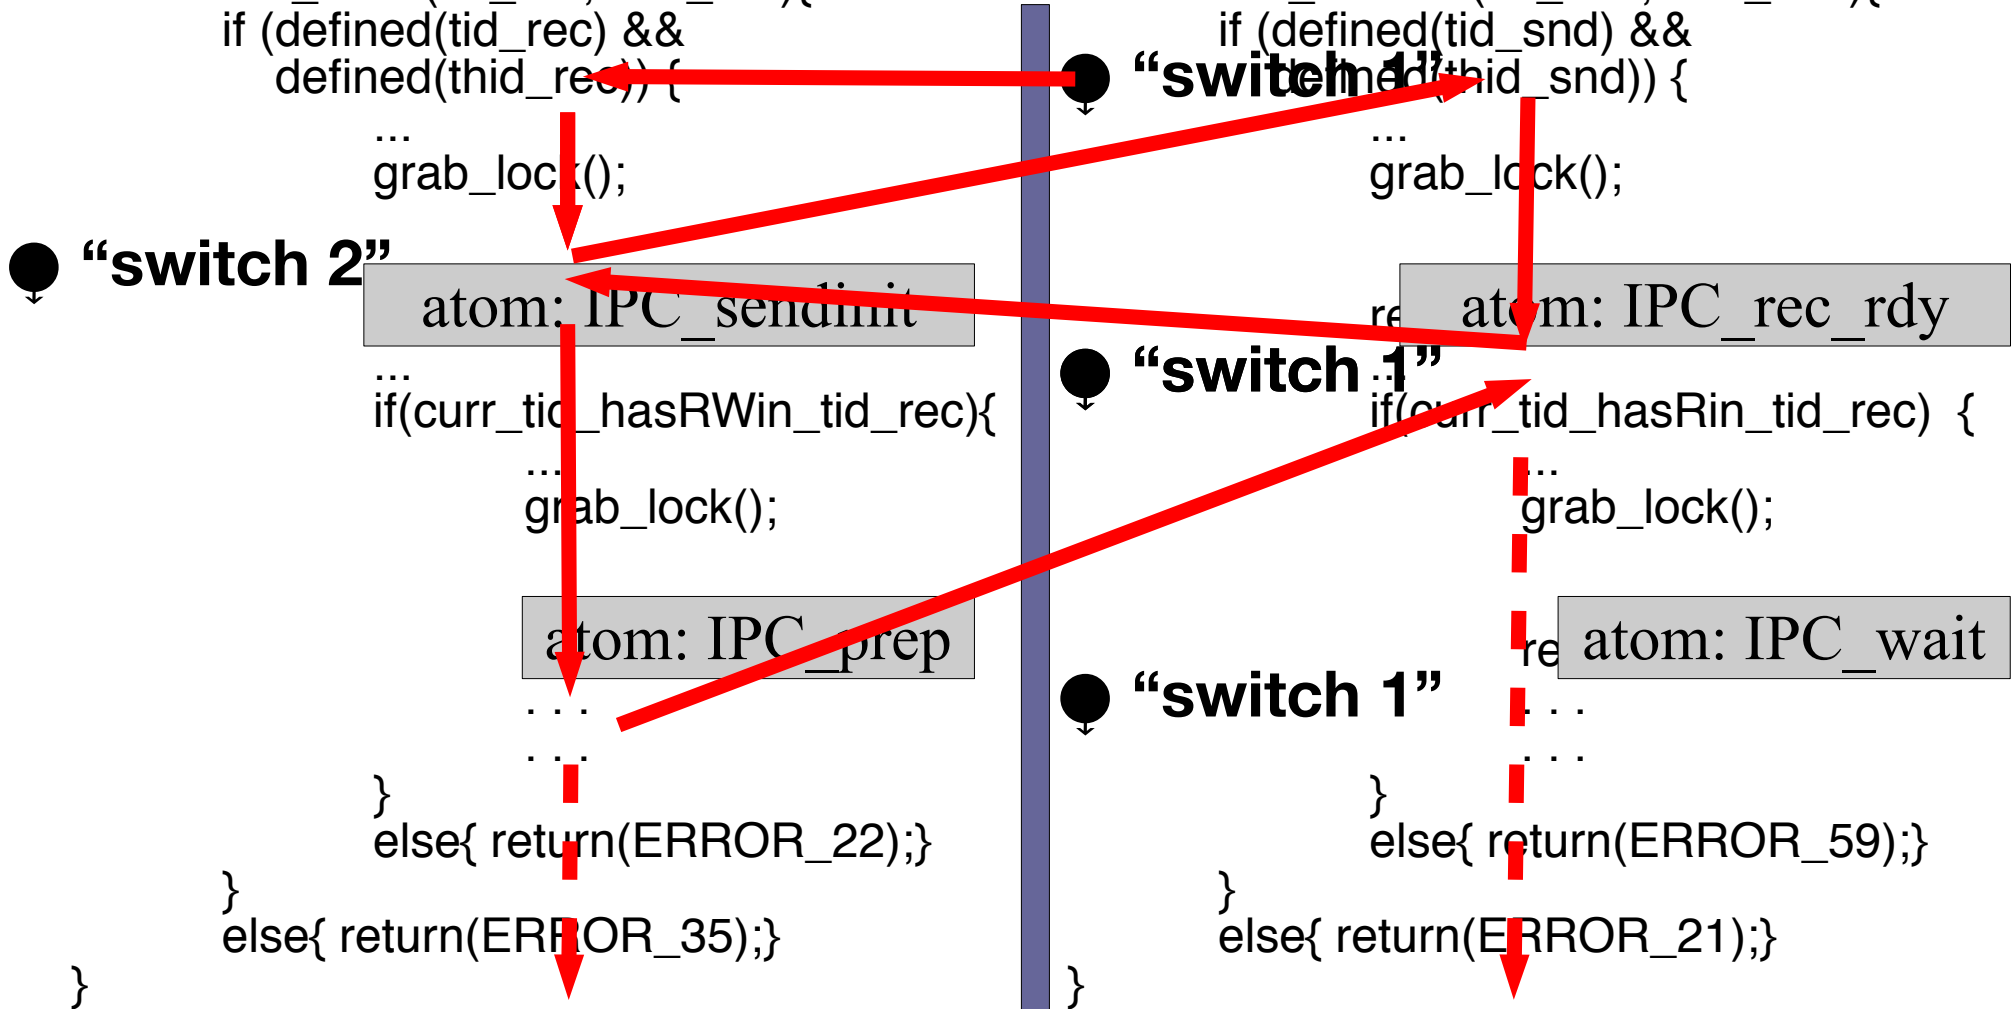 if (defined(tid_rec) &&
defined(thid_rec)) {
...
grab_lock();
“switch 2”
atom: IPC_sendinit
...
if(curr_tid_hasRWin_tid_rec){
...
grab_lock();
atom: IPC_prep
. . .
. . .
}
else{ return(ERROR_22);}
}
else{ return(ERROR_35);}
}
if (defined(tid_snd) &&
“switch 1”
defined(thid_snd)) {
...
grab_lock();
re
atom: IPC_rec_rdy
“switch 1”
...
if(curr_tid_hasRin_tid_rec) {
...
grab_lock();
re
atom: IPC_wait
“switch 1”
. . .
. . .
}
else{ return(ERROR_59);}
}
else{ return(ERROR_21);}
}